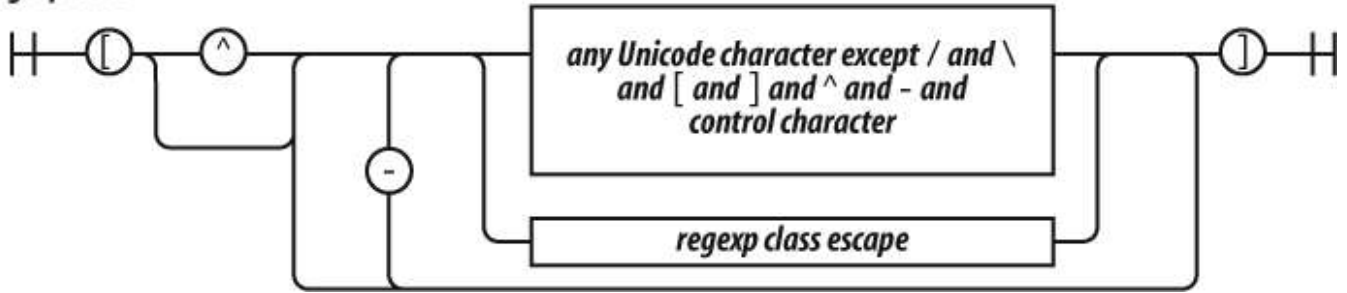 [ ^ any Unicode character except / and \ ]
and [ and ] and ^ and - and
control character
-
regexp class escape